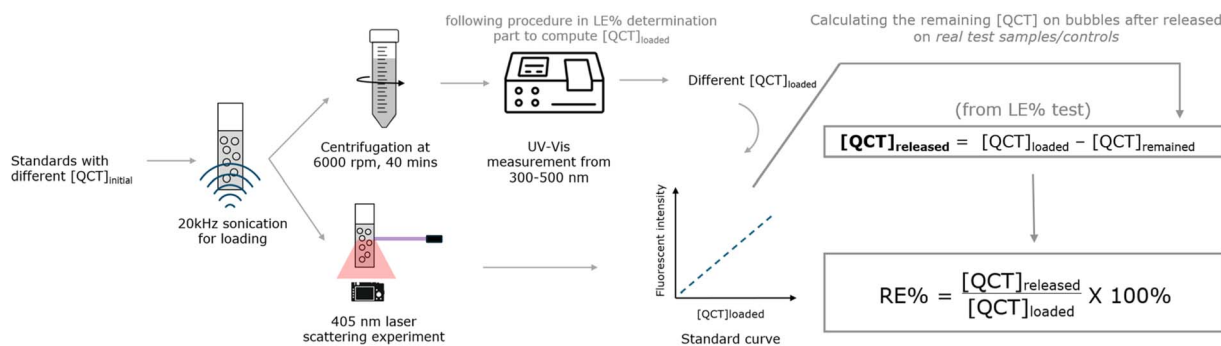 Standards with
different [QCT]initial
20kHz sonication
for loading
Centrifugation at
6000 rpm, 40 mins
following procedure in LE% determination
part to compute [QCT]loaded
UV-Vis
measurement from
300-500 nm
405 nm laser
scattering experiment
Different [QCT]loaded
Fluorescent intensity
[QCT]loaded
Standard curve
Calculating the remaining [QCT] on bubbles after released
on real test samples/controls
(from LE% test)
[QCT]released = [QCT]loaded – [QCT]remained
RE% = [QCT]released / [QCT]loaded X 100%